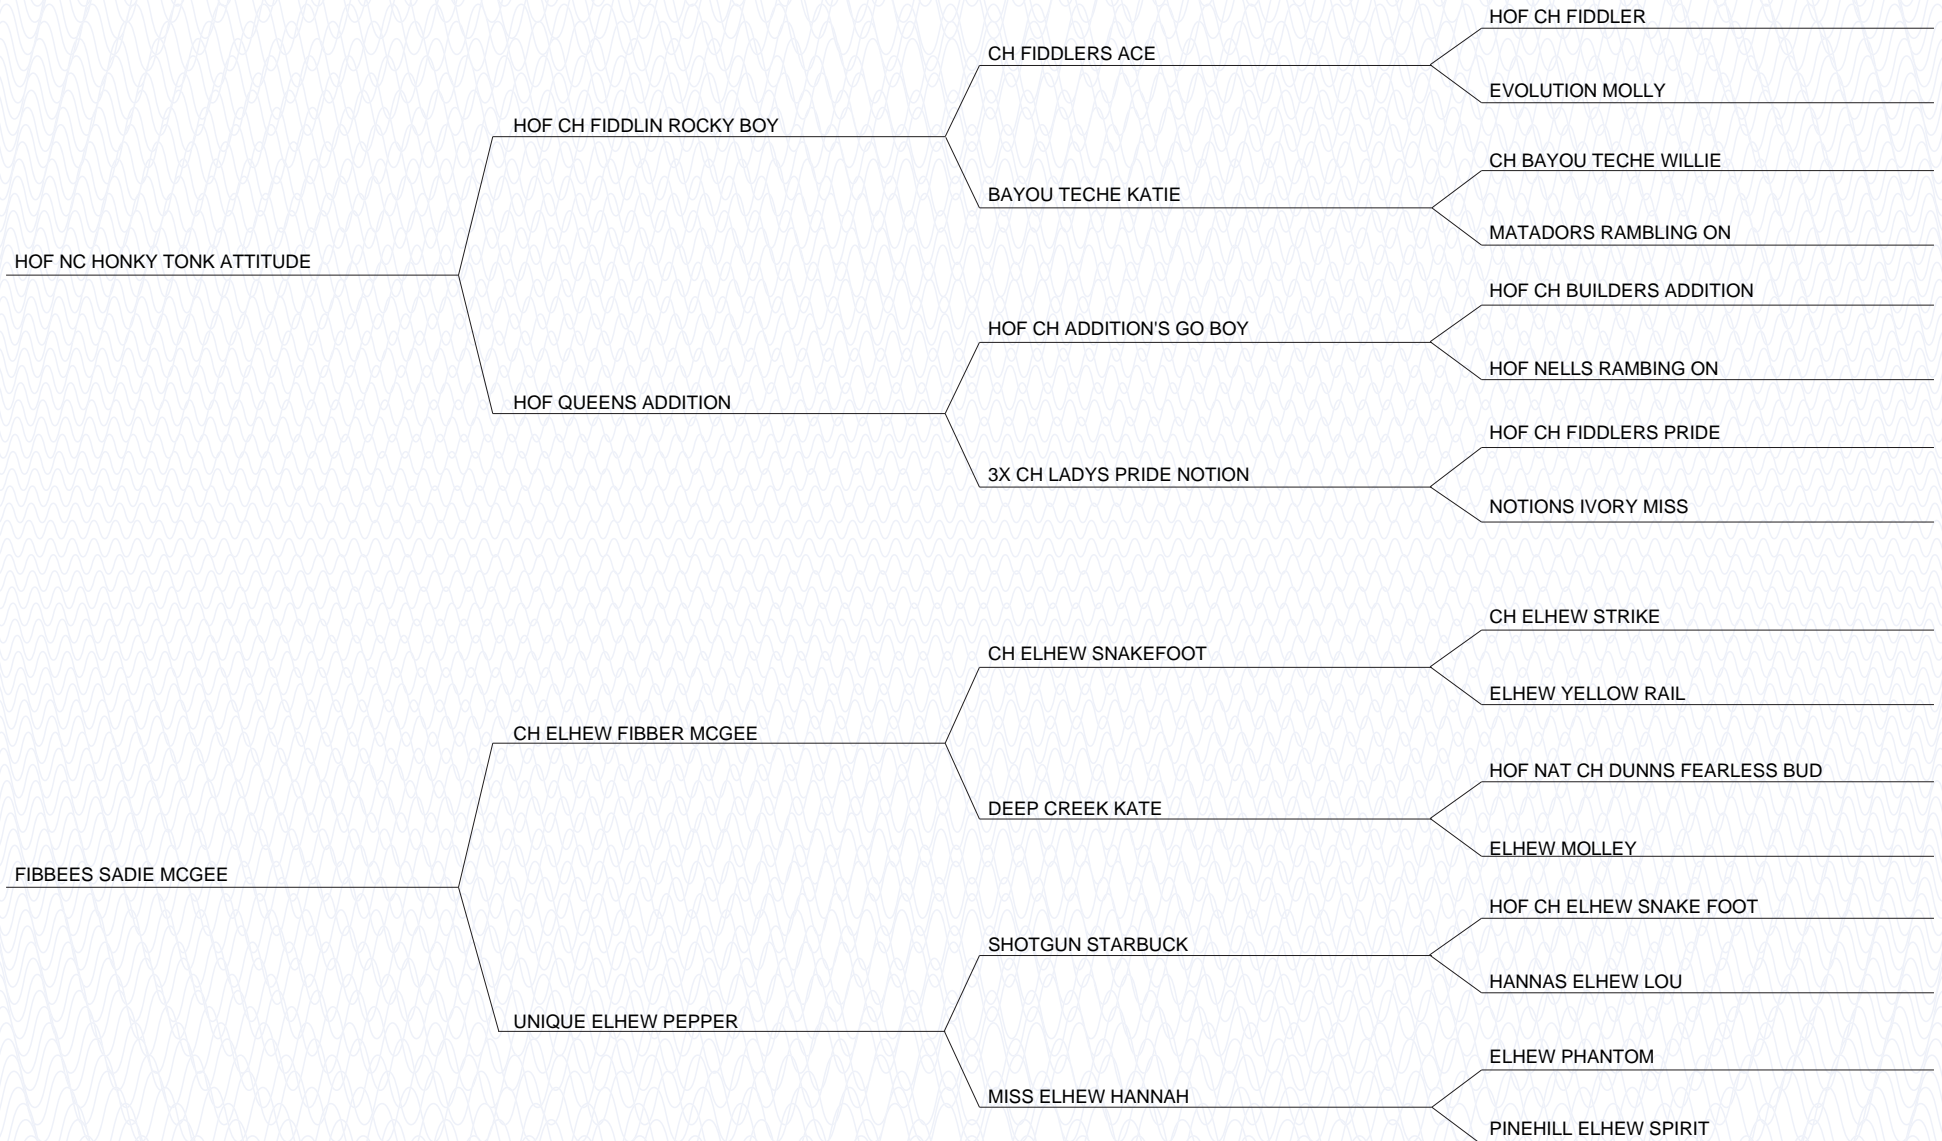 HOF CH FIDDLER
CH FIDDLERS ACE
EVOLUTION MOLLY
HOF CH FIDDLIN ROCKY BOY
CH BAYOU TECHE WILLIE
BAYOU TECHE KATIE
MATADORS RAMBLING ON
HOF NC HONKY TONK ATTITUDE
HOF CH BUILDERS ADDITION
HOF CH ADDITION'S GO BOY
HOF NELLS RAMBING ON
HOF QUEENS ADDITION
HOF CH FIDDLERS PRIDE
3X CH LADYS PRIDE NOTION
NOTIONS IVORY MISS
CH ELHEW STRIKE
CH ELHEW SNAKEFOOT
ELHEW YELLOW RAIL
CH ELHEW FIBBER MCGEE
HOF NAT CH DUNNS FEARLESS BUD
DEEP CREEK KATE
ELHEW MOLLEY
FIBBEES SADIE MCGEE
HOF CH ELHEW SNAKE FOOT
SHOTGUN STARBUCK
HANNAS ELHEW LOU
UNIQUE ELHEW PEPPER
ELHEW PHANTOM
MISS ELHEW HANNAH
PINEHILL ELHEW SPIRIT